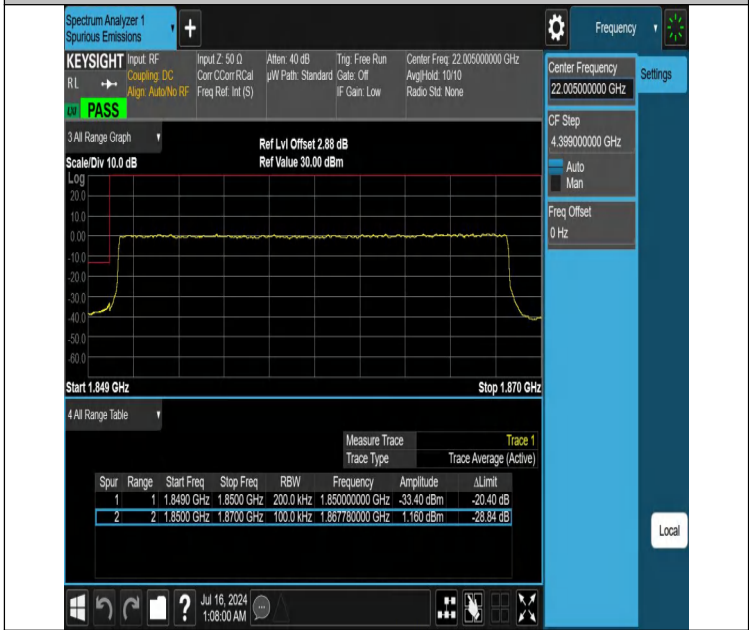 Spectrum Analyzer 1
Spurious Emissions
Frequency
KEYSIGHT
RL
Input: RF
Coupling: DC
Align: Auto/No RF
Input Z: 50 Ω
Corr CCorr RCal
Freq Ref: Int (S)
Atten: 40 dB
µW Path: Standard
Trig: Free Run
Gate: Off
IF Gain: Low
Center Freq: 22.005000000 GHz
Avg|Hold: 10/10
Radio Std: None
LXI PASS
Center Frequency
22.005000000 GHz
Settings
CF Step
4.399000000 GHz
Auto
Man
Freq Offset
0 Hz
3 All Range Graph
Ref Lvl Offset 2.88 dB
Scale/Div 10.0 dB
Ref Value 30.00 dBm
Log
20.0
10.0
0.00
-10.0
-20.0
-30.0
-40.0
-50.0
-60.0
Start 1.849 GHz
Stop 1.870 GHz
4 All Range Table
Measure Trace Trace 1
Trace Type Trace Average (Active)
Spur Range Start Freq Stop Freq RBW Frequency Amplitude ΔLimit
1 1 1.8490 GHz 1.8500 GHz 200.0 kHz 1.850000000 GHz -33.40 dBm -20.40 dB
2 2 1.8500 GHz 1.8700 GHz 100.0 kHz 1.867780000 GHz 1.160 dBm -28.84 dB
Local
?
Jul 16, 2024
1:08:00 AM